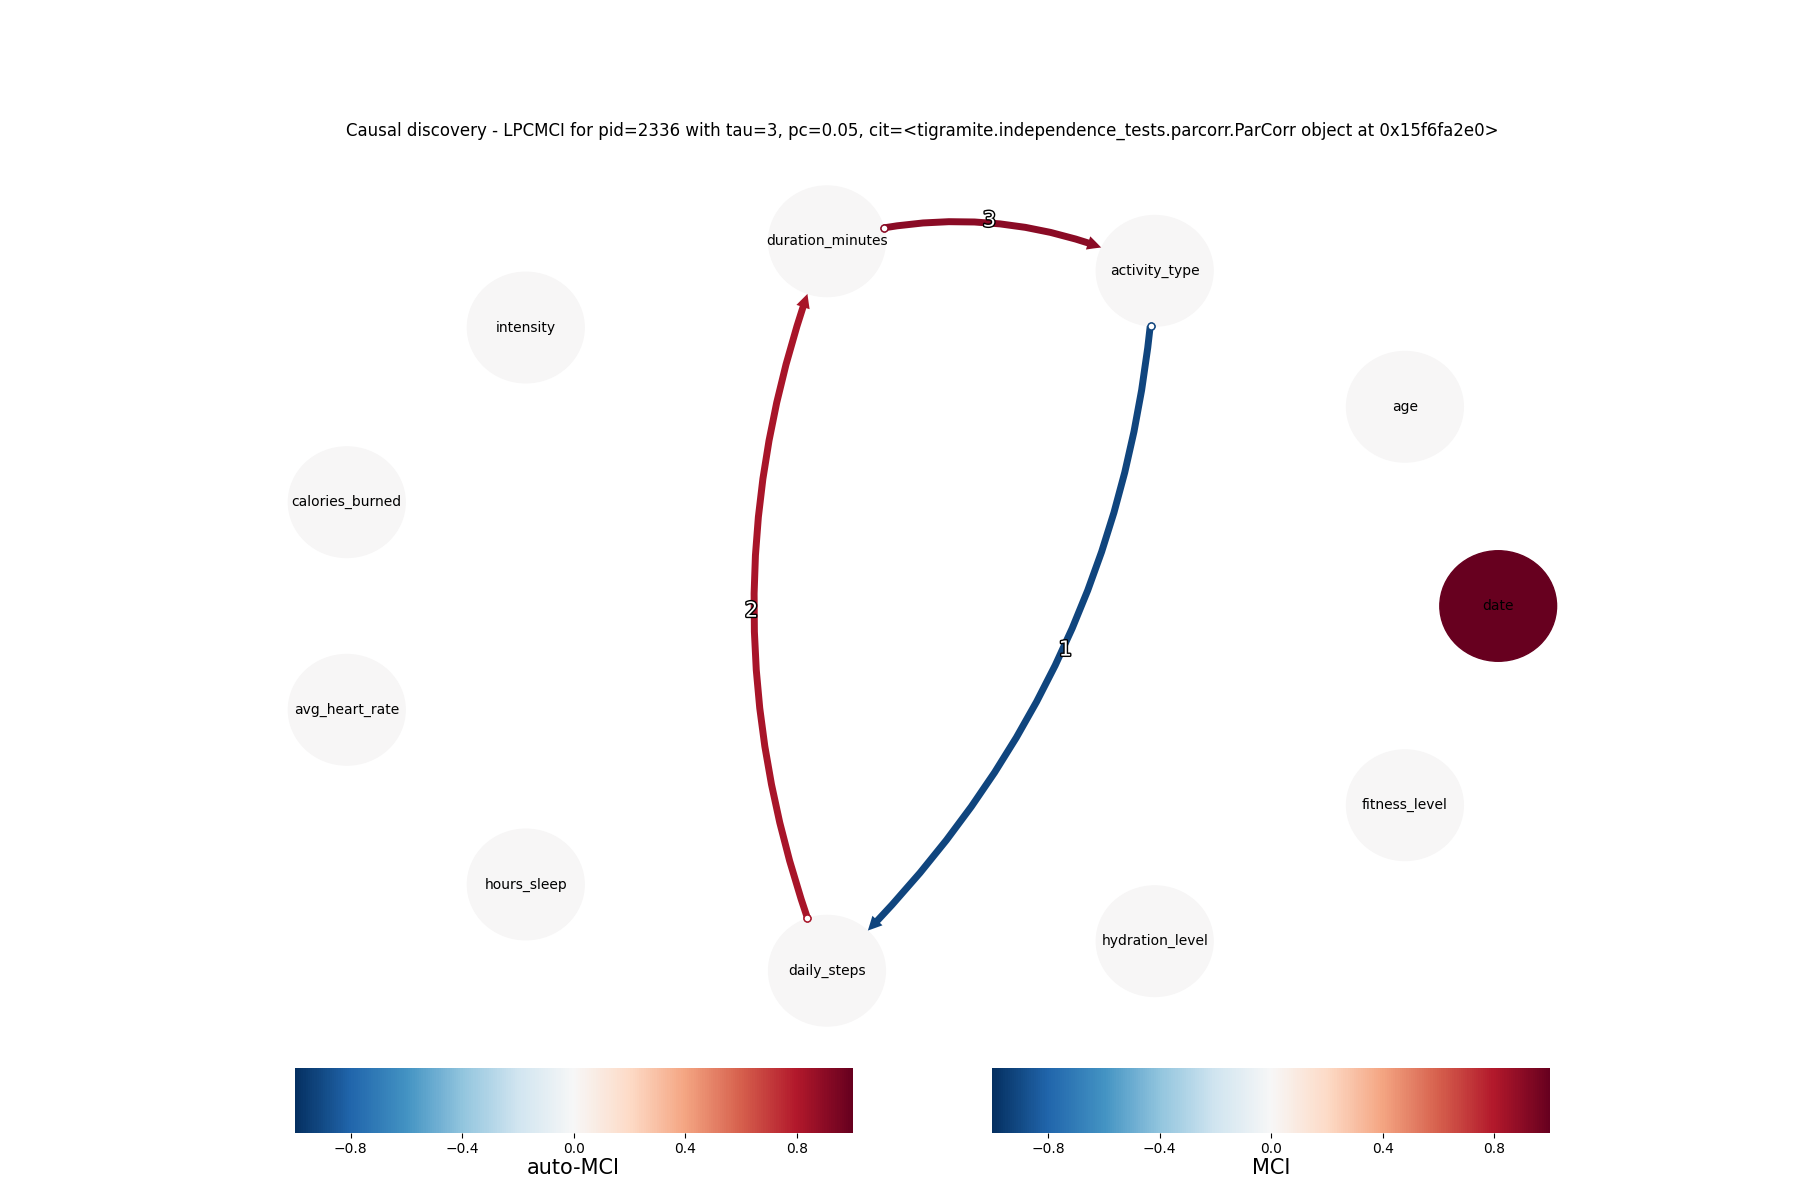 Causal discovery - LPCMCI for pid=2336 with tau=3, pc=0.05, cit=<tigramite.independence_tests.parcorr.ParCorr object at 0x15f6fa2e0>
3
duration_minutes
activity_type
intensity
age
calories_burned
date
2
1
avg_heart_rate
fitness_level
hours_sleep
hydration_level
daily_steps
−0.8 −0.4 0.0 0.4 0.8
auto-MCI
−0.8 −0.4 0.0 0.4 0.8
MCI